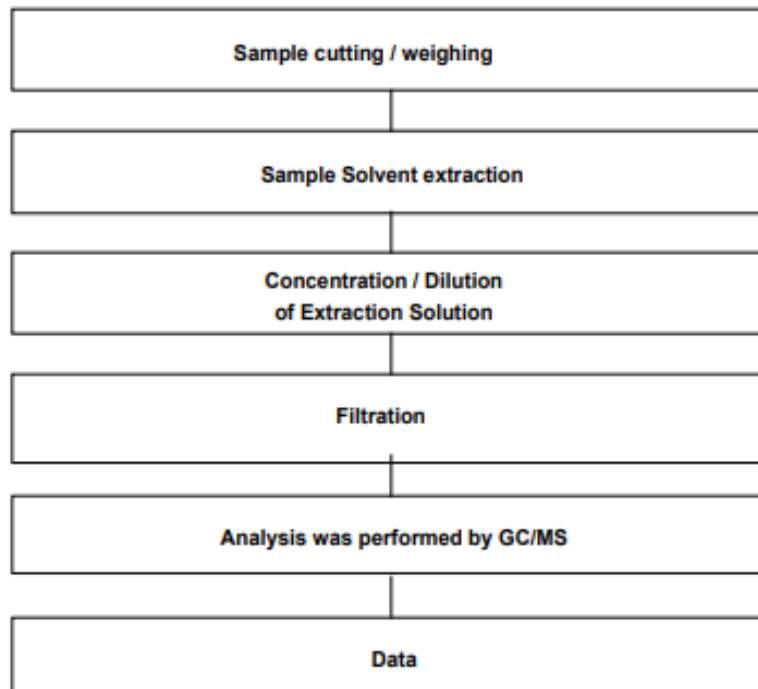 Sample cutting / weighing
Sample Solvent extraction
Concentration / Dilution
of Extraction Solution
Filtration
Analysis was performed by GC/MS
Data